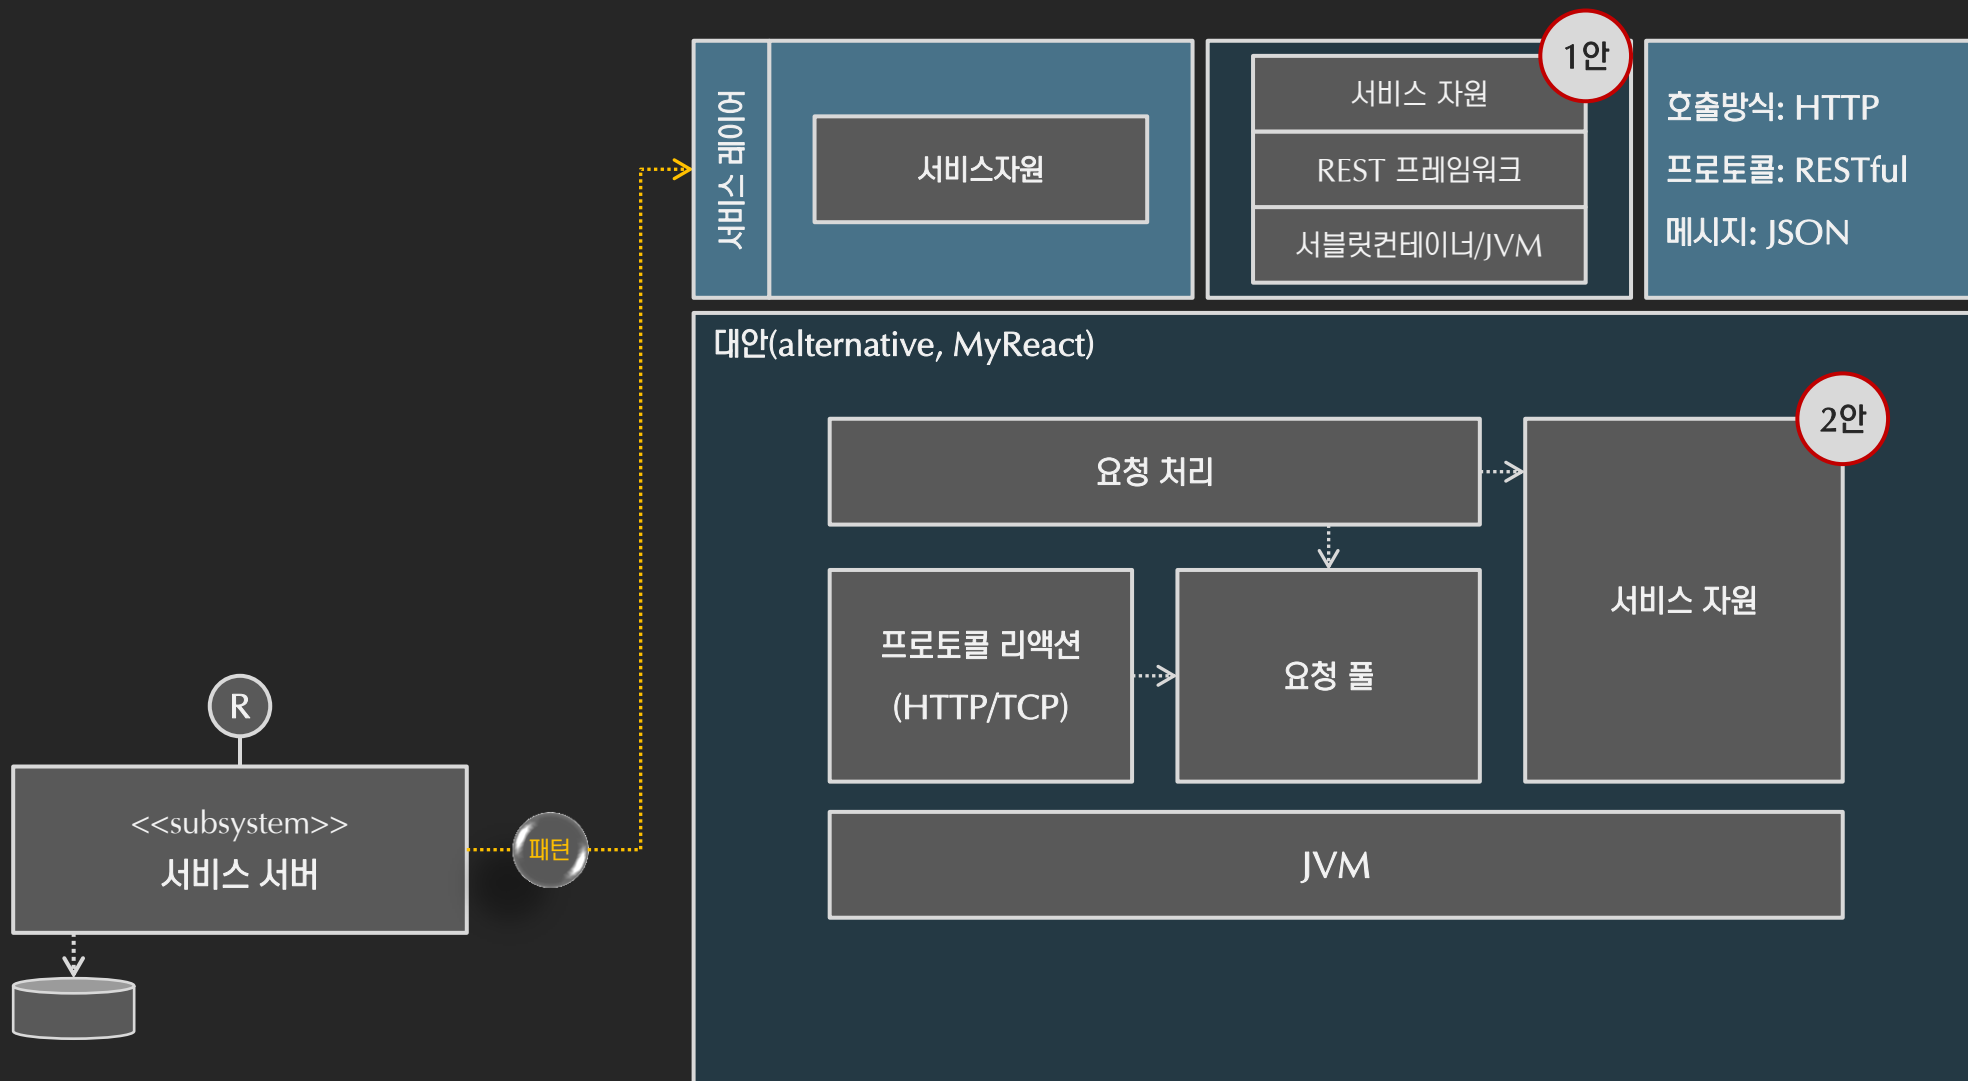 서비스 레이어
서비스자원
1안
서비스 자원
REST 프레임워크
서블릿컨테이너/JVM
호출방식: HTTP
프로토콜: RESTful
메시지: JSON
대안(alternative, MyReact)
2안
요청 처리
서비스 자원
프로토콜 리액션
(HTTP/TCP)
요청 풀
JVM
R
<<subsystem>>
서비스 서버
패턴